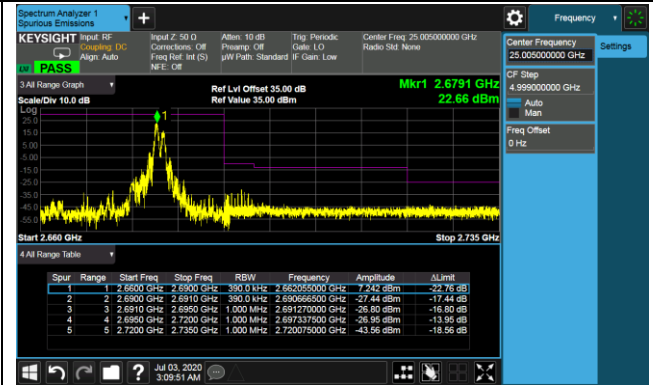 Spectrum Analyzer 1
Spurious Emissions
+
Frequency
KEYSIGHT Input: RF
Coupling: DC
Align: Auto
Input Z: 50 Ω
Corrections: Off
Freq Ref: Int (S)
NFE: Off
Atten: 10 dB
Preamp: Off
µW Path: Standard
Trig: Periodic
Gate: LO
IF Gain: Low
Center Freq: 25.005000000 GHz
Radio Std: None
PASS
Center Frequency
25.005000000 GHz
Settings
CF Step
4.999000000 GHz
Auto
Man
Freq Offset
0 Hz
3 All Range Graph
Scale/Div 10.0 dB
Ref Lvl Offset 35.00 dB
Ref Value 35.00 dBm
Mkr1 2.6791 GHz
22.66 dBm
Log
25.0
15.0
5.00
-5.00
-15.0
-25.0
-35.0
-45.0
-55.0
1
Start 2.660 GHz Stop 2.735 GHz
4 All Range Table
Spur Range Start Freq Stop Freq RBW Frequency Amplitude ΔLimit
1 1 2.6600 GHz 2.6900 GHz 390.0 kHz 2.662055000 GHz 7.242 dBm -22.76 dB
2 2 2.6900 GHz 2.6910 GHz 390.0 kHz 2.690666500 GHz -27.44 dBm -17.44 dB
3 3 2.6910 GHz 2.6950 GHz 1.000 MHz 2.691270000 GHz -26.80 dBm -16.80 dB
4 4 2.6950 GHz 2.7200 GHz 1.000 MHz 2.697337500 GHz -26.95 dBm -13.95 dB
5 5 2.7200 GHz 2.7350 GHz 1.000 MHz 2.720075000 GHz -43.56 dBm -18.56 dB
Jul 03, 2020
3:09:51 AM